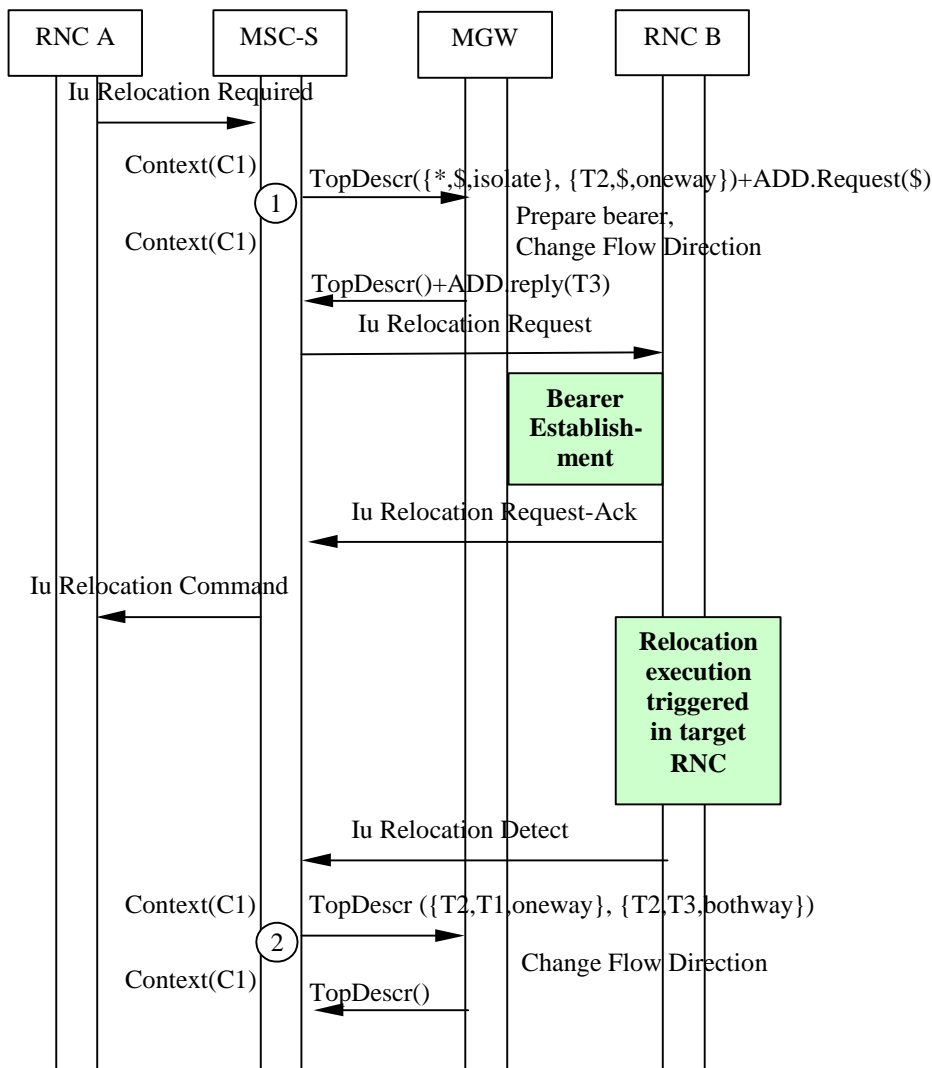 RNC A
MSC-S
MGW
RNC B
Iu Relocation Required
Context(C1)
TopDescr({*,$,isolate}, {T2,$,oneway})+ADD.Request($)
1
Prepare bearer,
Change Flow Direction
Context(C1)
TopDescr()+ADD.reply(T3)
Iu Relocation Request
Bearer
Establish-
ment
Iu Relocation Request-Ack
Iu Relocation Command
Relocation
execution
triggered
in target
RNC
Iu Relocation Detect
Context(C1)
TopDescr ({T2,T1,oneway}, {T2,T3,bothway})
2
Change Flow Direction
Context(C1)
TopDescr()